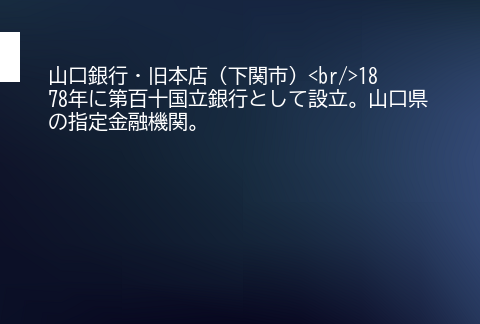 山口銀行・旧本店（下関市）<br/>18
78年に第百十国立銀行として設立。山口県
の指定金融機関。